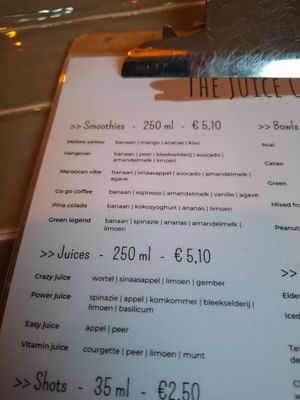 THE JUICE
>> Smoothies - 250 ml - € 5,10
Mellow yellow banaan | mango | ananas | kiwi
Hangover banaan | peer | bleekselderij | avocado |
amandelmelk | limoen
Maroccan vibe banaan | sinaasappel | avocado | amandelmelk |
agave
Go go coffee banaan | espresso | amandelmelk | vanille | agave
Pina colada banaan | kokosyoghurt | ananas | limoen
Green legend banaan | spinazie | ananas | amandelmelk |
limoen
>> Juices - 250 ml - € 5,10
Crazy juice wortel | sinaasappel | limoen | gember
Power juice spinazie | appel | komkommer | bleekselderij |
limoen | basilicum
Easy juice appel | peer
Vitamin juice courgette | peer | limoen | munt
>> Shots - 35 ml - €2,50
>> Bowls
Acai
Cacao
Green
Mixed
Peanut
>>